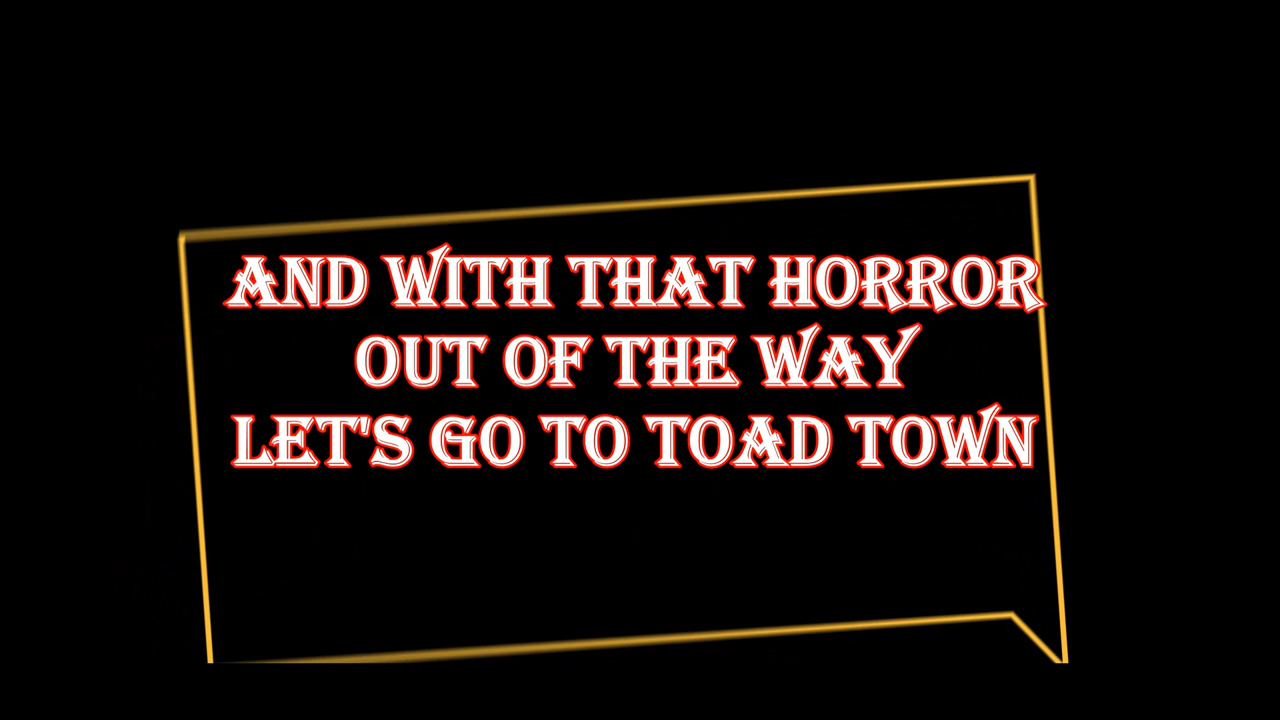 AND WITH THAT HORROR
OUT OF THE WAY
LET'S GO TO TOAD TOWN